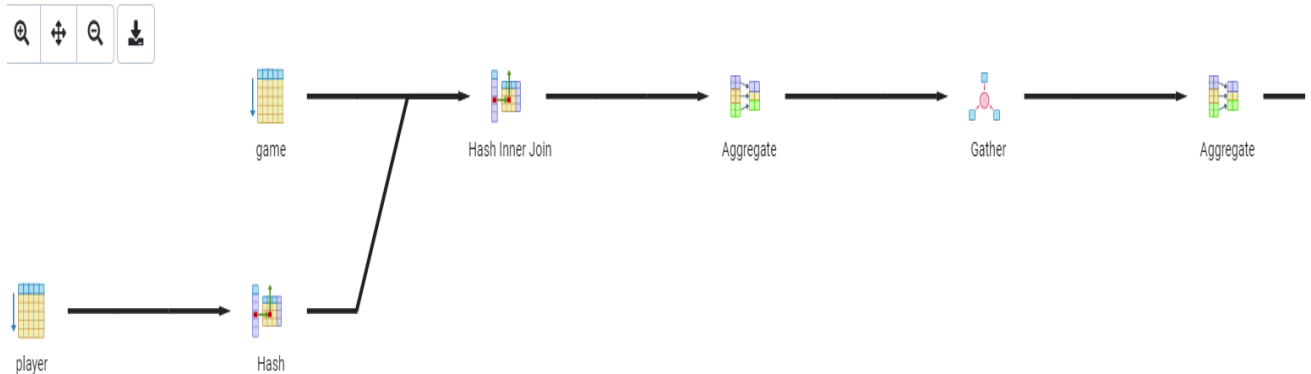 game
Hash Inner Join
Aggregate
Gather
Aggregate
player
Hash